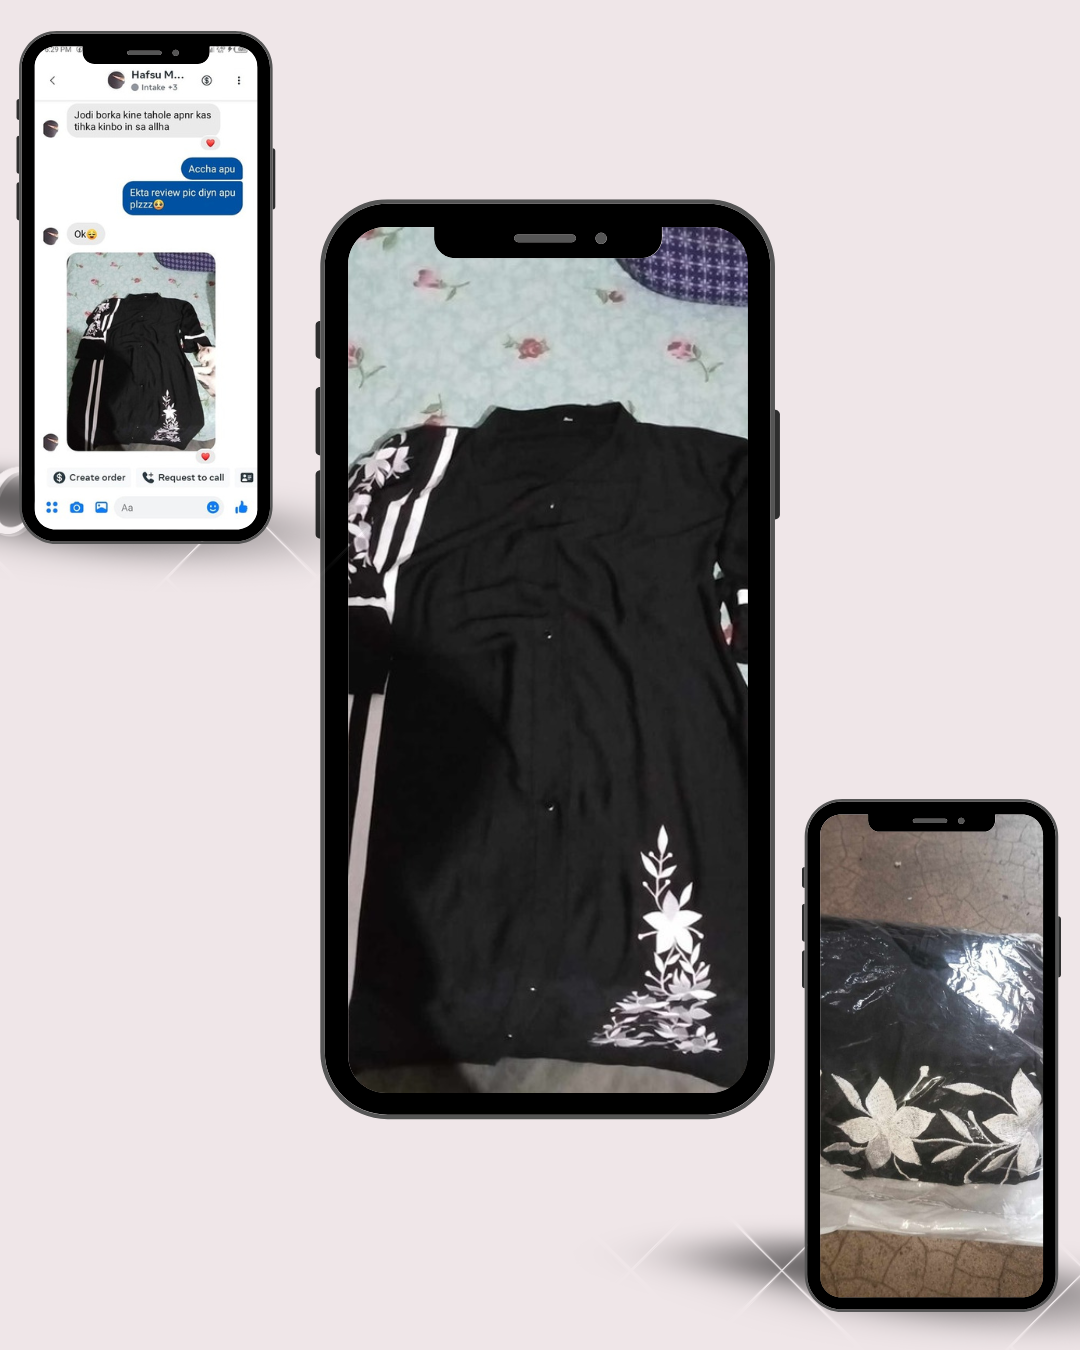 :29 PM
Hafsu M...
Intake +3
Jodi borka kine tahole apnr kas
tihka kinbo in sa allha
Accha apu
Ekta review pic diyn apu
plzzz😆
Ok😅
Create order
Request to call
Aa